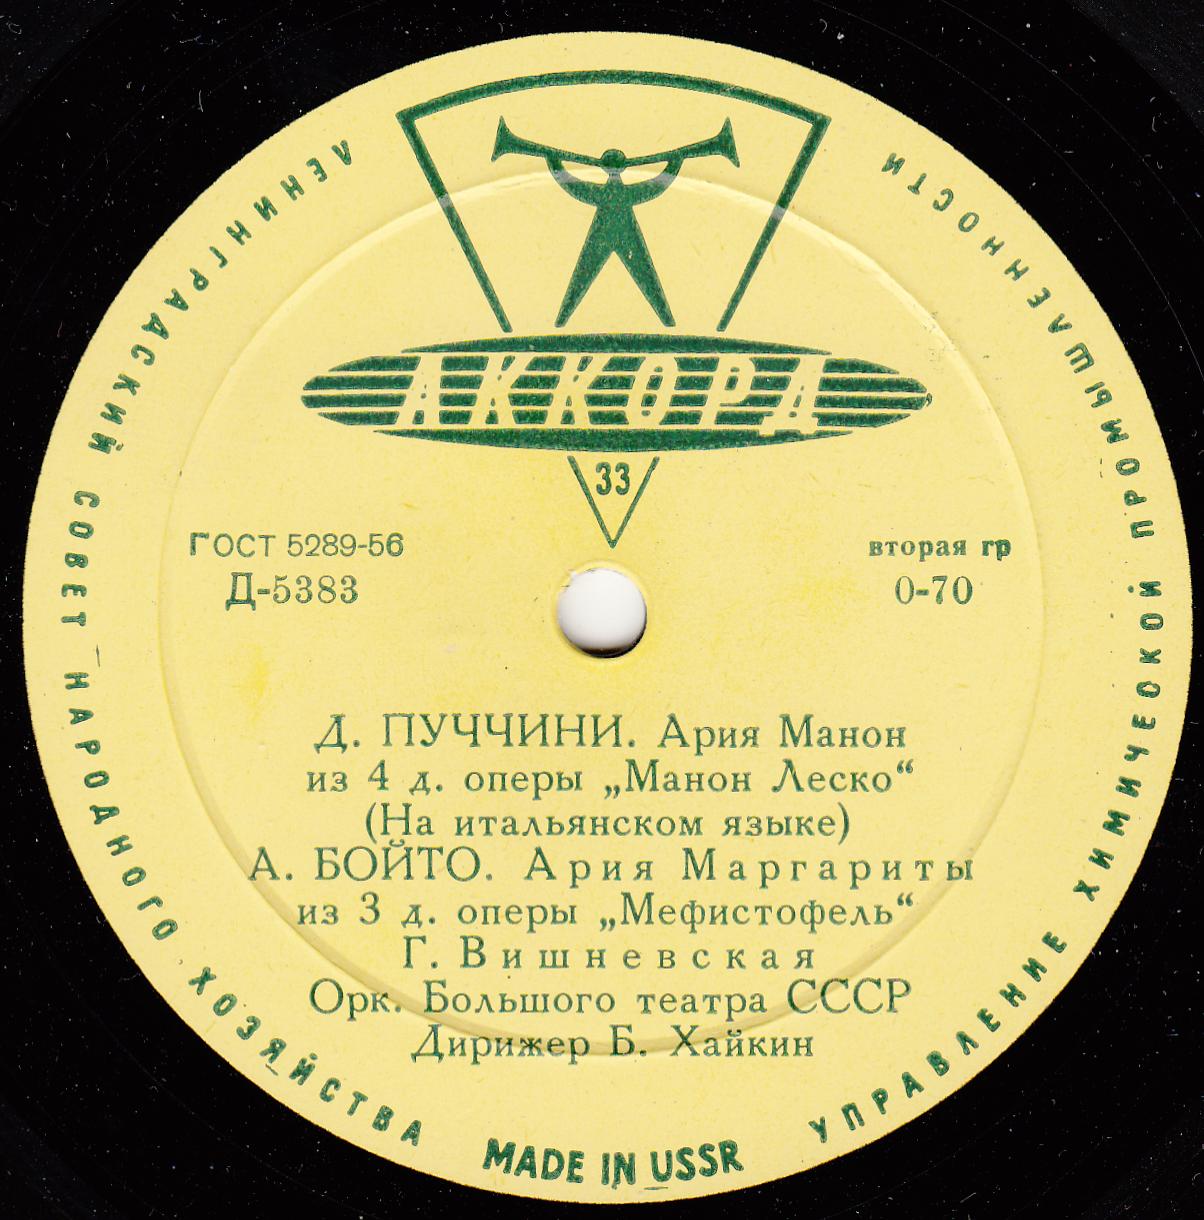 ЛЕНИНГРАДСКИЙ СОВЕТ НАРОДНОГО ХОЗЯЙСТВА
УПРАВЛЕНИЕ ХИМИЧЕСКОЙ ПРОМЫШЛЕННОСТИ
АККОРД
33
ГОСТ 5289-56
Д-5383
вторая гр
0-70
Д. ПУЧЧИНИ. Ария Манон
из 4 д. оперы „Манон Леско“
(На итальянском языке)
А. БОЙТО. Ария Маргариты
из 3 д. оперы „Мефистофель“
Г. Вишневская
Орк. Большого театра СССР
Дирижер Б. Хайкин
MADE IN USSR